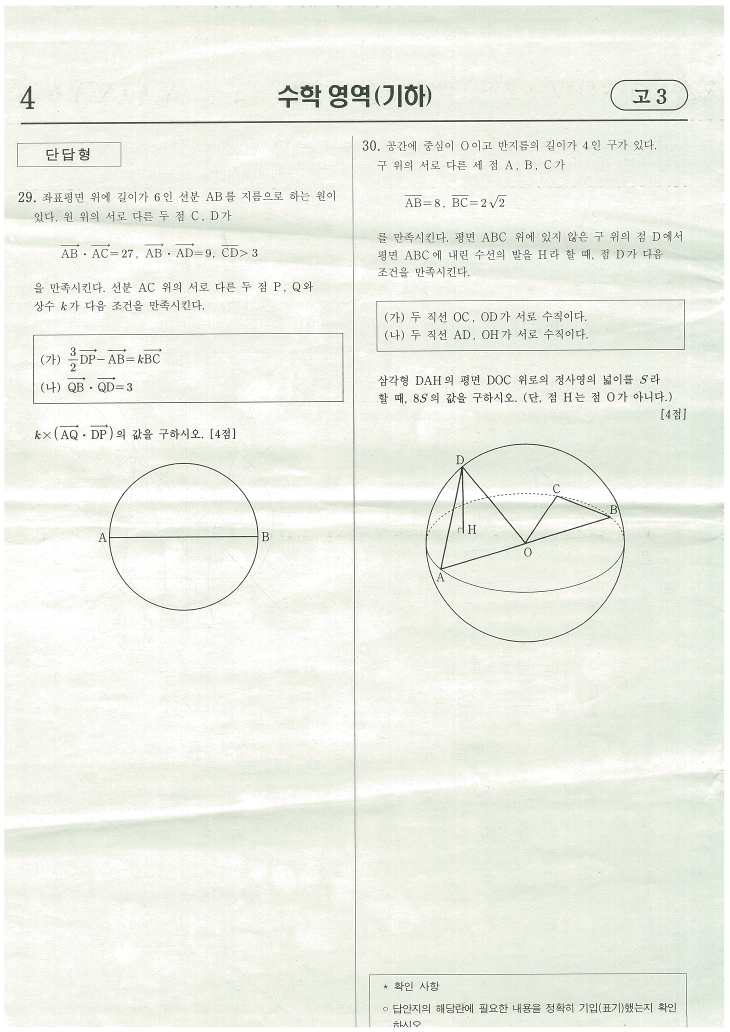 4
수학 영역(기하)
고 3
단답형
29. 좌표평면 위에 길이가 6인 선분 AB를 지름으로 하는 원이
있다. 원 위의 서로 다른 두 점 C, D가
$\overrightarrow{AB} \cdot \overrightarrow{AC}=27, \overrightarrow{AB} \cdot \overrightarrow{AD}=9, \overline{CD}>3$
을 만족시킨다. 선분 AC 위의 서로 다른 두 점 P, Q와
상수 k가 다음 조건을 만족시킨다.
(가) $\frac{3}{2}\overrightarrow{DP}-\overrightarrow{AB}=k\overrightarrow{BC}$
(나) $\overrightarrow{QB} \cdot \overrightarrow{QD}=3$
$k \times (\overrightarrow{AQ} \cdot \overrightarrow{DP})$의 값을 구하시오. [4점]
A
B
30. 공간에 중심이 O이고 반지름의 길이가 4인 구가 있다.
구 위의 서로 다른 세 점 A, B, C가
$\overline{AB}=8, \overline{BC}=2\sqrt{2}$
를 만족시킨다. 평면 ABC 위에 있지 않은 구 위의 점 D에서
평면 ABC에 내린 수선의 발을 H라 할 때, 점 D가 다음
조건을 만족시킨다.
(가) 두 직선 OC, OD가 서로 수직이다.
(나) 두 직선 AD, OH가 서로 수직이다.
삼각형 DAH의 평면 DOC 위로의 정사영의 넓이를 S라
할 때, 8S의 값을 구하시오. (단, 점 H는 점 O가 아니다.)
[4점]
D
C
B
H
O
A
* 확인 사항
○ 답안지의 해당란에 필요한 내용을 정확히 기입(표기)했는지 확인
하시오